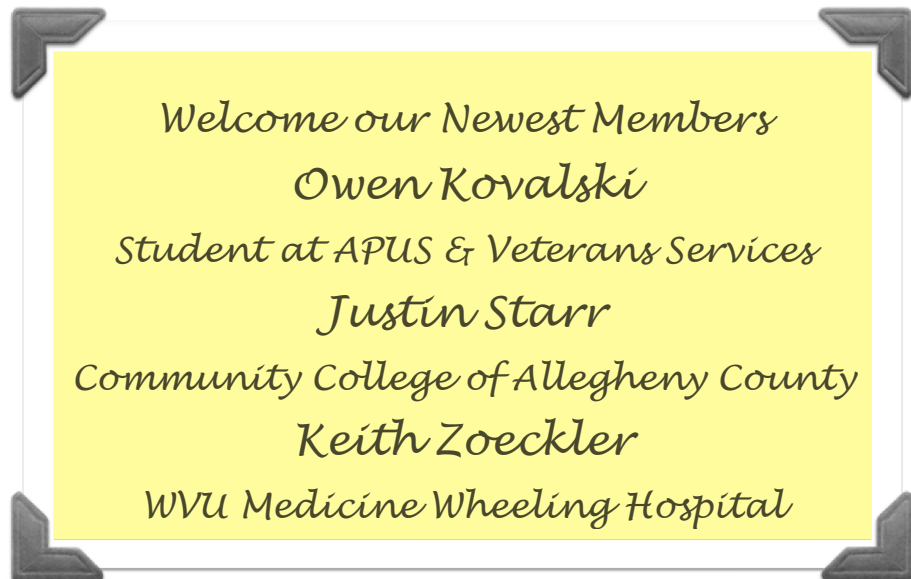 Welcome our Newest Members
Owen Kovalski
Student at APUS & Veterans Services
Justin Starr
Community College of Allegheny County
Keith Zoeckler
WVU Medicine Wheeling Hospital